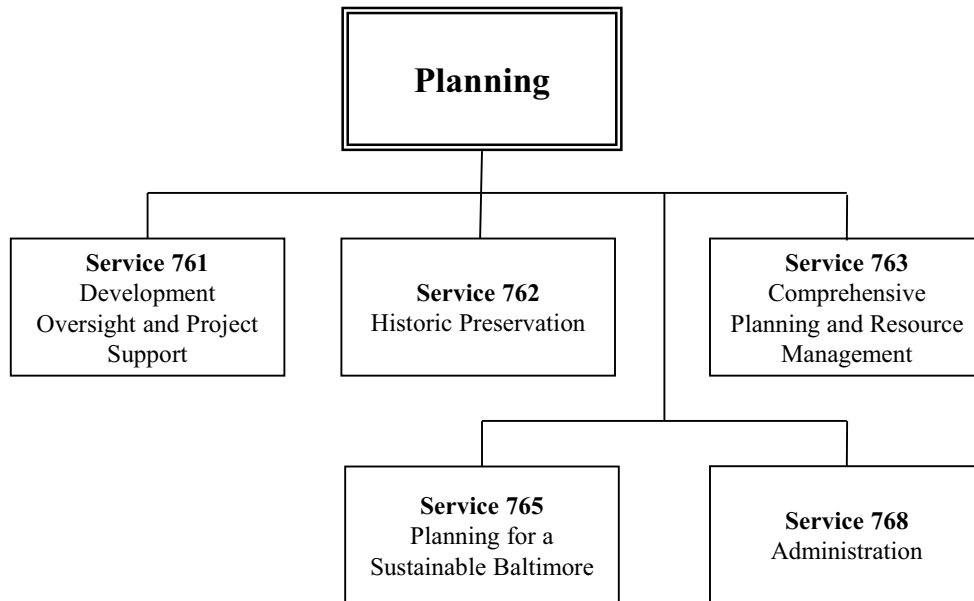 Planning
Service 761
Development
Oversight and Project
Support
Service 762
Historic Preservation
Service 763
Comprehensive
Planning and Resource
Management
Service 765
Planning for a
Sustainable Baltimore
Service 768
Administration